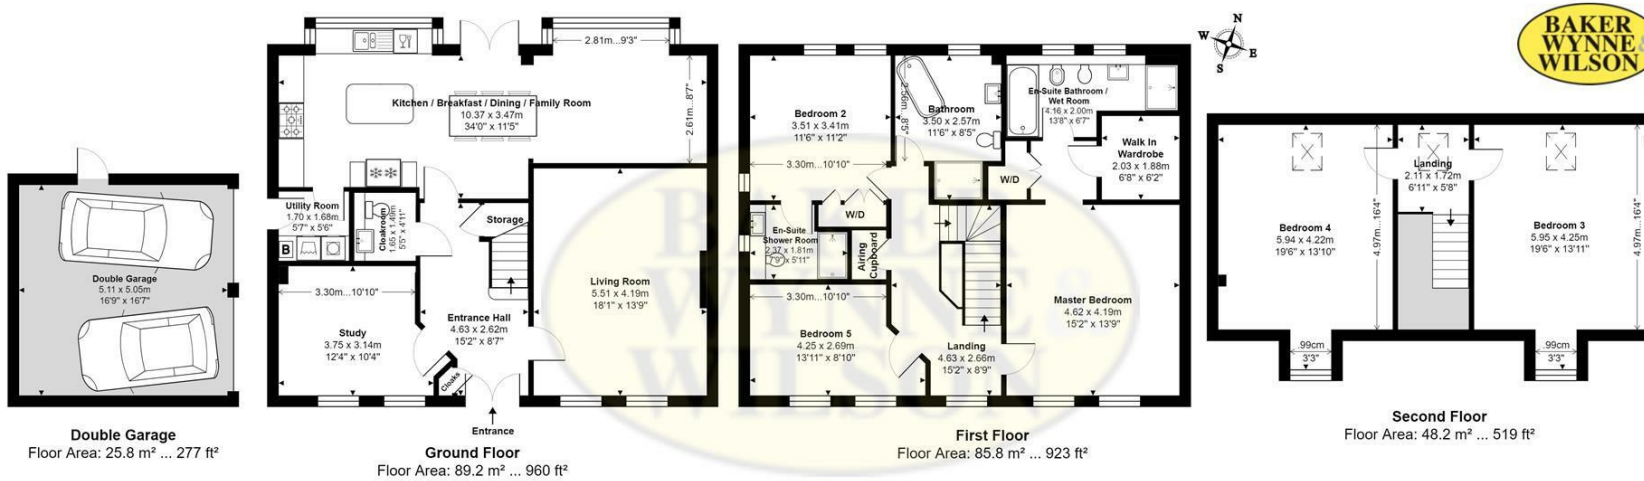 BAKER
WYNNE &
WILSON
N
W
E
S
2.81m...9'3"
2.61m...8'7"
Kitchen / Breakfast / Dining / Family Room
10.37 x 3.47m
34'0" x 11'5"
Utility Room
1.70 x 1.68m
5'7" x 5'6"
B
Cloakroom
1.65 x 1.49m
5'5" x 4'11"
Storage
Living Room
5.51 x 4.19m
18'1" x 13'9"
3.30m...10'10"
Study
3.75 x 3.14m
12'4" x 10'4"
Entrance Hall
4.63 x 2.62m
15'2" x 8'7"
Cloaks
Entrance
Ground Floor
Floor Area: 89.2 m² ... 960 ft²
Double Garage
5.11 x 5.05m
16'9" x 16'7"
Double Garage
Floor Area: 25.8 m² ... 277 ft²
Bedroom 2
3.51 x 3.41m
11'6" x 11'2"
3.30m...10'10"
2.56m...8'5"
Bathroom
3.50 x 2.57m
11'6" x 8'5"
En-Suite Bathroom /
Wet Room
4.16 x 2.00m
13'8" x 6'7"
Walk In
Wardrobe
2.03 x 1.88m
6'8" x 6'2"
W/D
W/D
En-Suite
Shower Room
2.37 x 1.81m
7'9" x 5'11"
Airing
Cupboard
3.30m...10'10"
Bedroom 5
4.25 x 2.69m
13'11" x 8'10"
Landing
4.63 x 2.66m
15'2" x 8'9"
Master Bedroom
4.62 x 4.19m
15'2" x 13'9"
First Floor
Floor Area: 85.8 m² ... 923 ft²
Bedroom 4
5.94 x 4.22m
19'6" x 13'10"
4.97m...16'4"
Landing
2.11 x 1.72m
6'11" x 5'8"
Bedroom 3
5.95 x 4.25m
19'6" x 13'11"
4.97m...16'4"
.99cm
3'3"
.99cm
3'3"
Second Floor
Floor Area: 48.2 m² ... 519 ft²
BAKER
WYNNE &
WILSON